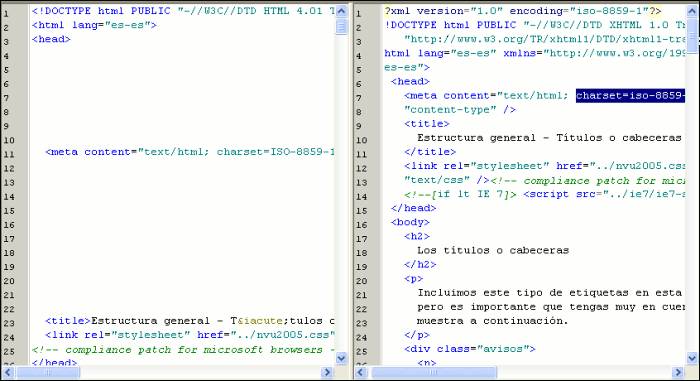 1 <!DOCTYPE html PUBLIC "-//W3C//DTD HTML 4.01
2 <html lang="es-es">
3 <head>
4
5
6
7
8
9
10
11 <meta content="text/html; charset=ISO-8859-1
12
13
14
15
16
17
18
19
20
21
22
23 <title>Estructura general - T&iacute;tulos
24 <link rel="stylesheet" href="../nvu2005.css"
25 <!-- compliance patch for microsoft browsers -
26 </head>
1 ?xml version="1.0" encoding="iso-8859-1"?>
2 !DOCTYPE html PUBLIC "-//W3C//DTD XHTML 1.0
3 "http://www.w3.org/TR/xhtml1/DTD/xhtml1-tra
4 html lang="es-es" xmlns="http://www.w3.org/199
5 es-es">
6 <head>
7 <meta content="text/html; charset=iso-8859-
8 "content-type" />
9 <title>
10 Estructura general - Títulos o cabeceras
11 </title>
12 <link rel="stylesheet" href="../nvu2005.css
13 "text/css" /><!-- compliance patch for mic
14 <!--[if lt IE 7]> <script src="../ie7/ie7-s
15 </head>
16 <body>
17 <h2>
18 Los títulos o cabeceras
19 </h2>
20 <p>
21 Incluimos este tipo de etiquetas en esta
22 pero es importante que tengas muy en cuen
23 muestra a continuación.
24 </p>
25 <div class="avisos">
26 <p>